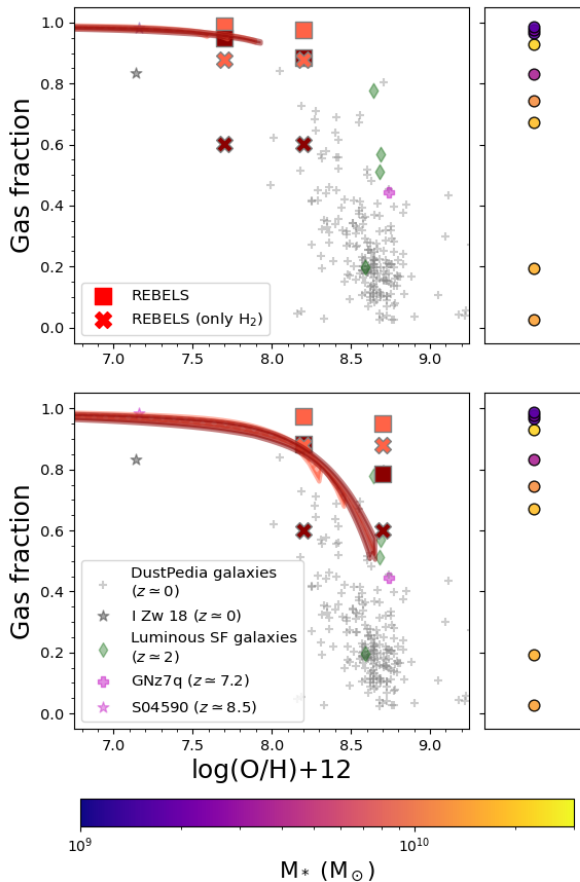 1.0
0.8
0.6
0.4
0.2
0.0
Gas fraction
REBELS
REBELS (only H₂)
7.0 7.5 8.0 8.5 9.0
1.0
0.8
0.6
0.4
0.2
0.0
Gas fraction
DustPedia galaxies
(z ≃ 0)
I Zw 18 (z ≃ 0)
Luminous SF galaxies
(z ≃ 2)
GNz7q (z ≃ 7.2)
S04590 (z ≃ 8.5)
7.0 7.5 8.0 8.5 9.0
log(O/H)+12
10⁹ 10¹⁰
M* (M⊙)